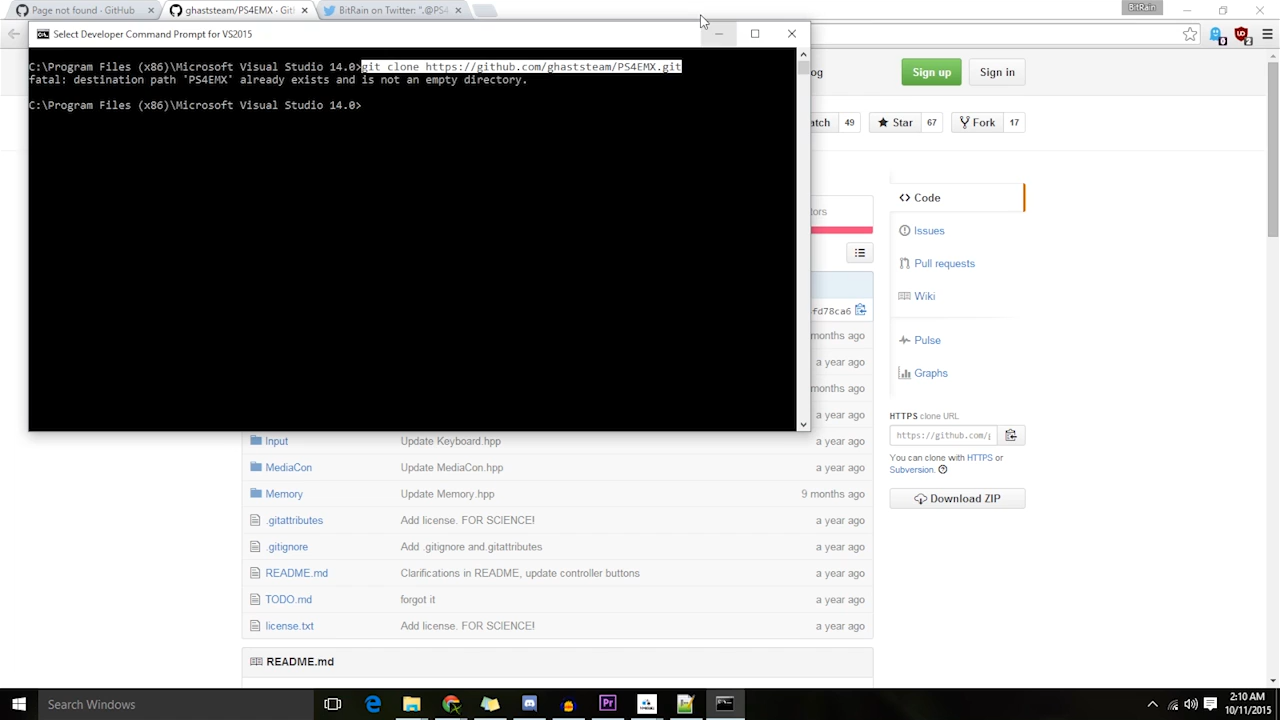 Page not found · GitHub
ghaststeam/PS4EMX · Git
BitRain on Twitter: ".@PS4
BitRain
Select Developer Command Prompt for VS2015
C:\Program Files (x86)\Microsoft Visual Studio 14.0>git clone https://github.com/ghaststeam/PS4EMX.git
fatal: destination path 'PS4EMX' already exists and is not an empty directory.
C:\Program Files (x86)\Microsoft Visual Studio 14.0>
0
2
og
Sign up
Sign in
atch 49
Star 67
Fork 17
tors
Code
Issues
Pull requests
Wiki
Pulse
Graphs
HTTPS clone URL
https://github.com/g
You can clone with HTTPS or
Subversion.
Download ZIP
fd78ca6
months ago
a year ago
months ago
a year ago
Input Update Keyboard.hpp a year ago
MediaCon Update MediaCon.hpp a year ago
Memory Update Memory.hpp 9 months ago
.gitattributes Add license. FOR SCIENCE! a year ago
.gitignore Add .gitignore and.gitattributes a year ago
README.md Clarifications in README, update controller buttons a year ago
TODO.md forgot it a year ago
license.txt Add license. FOR SCIENCE! a year ago
README.md
Search Windows
Pr
2:10 AM
10/11/2015